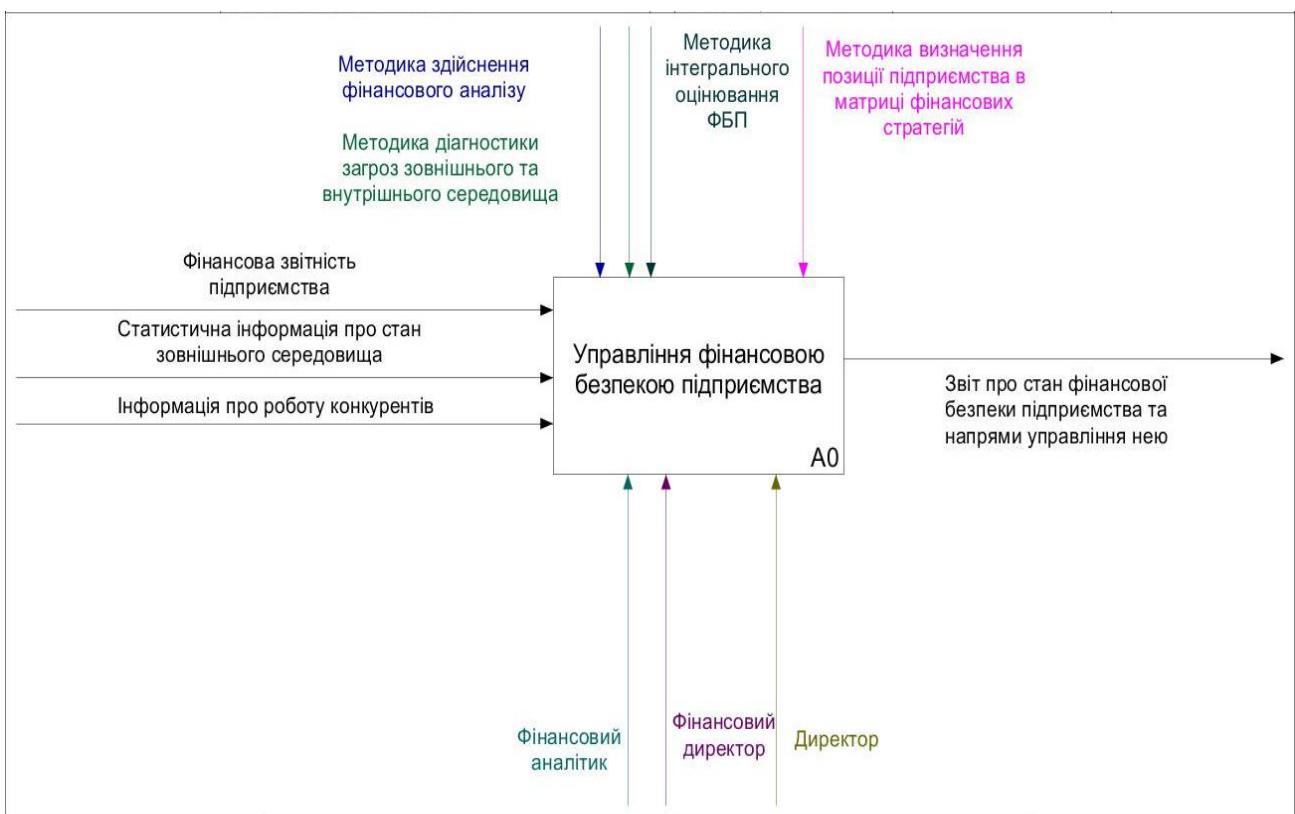 Методика здійснення
фінансового аналізу
Методика діагностики
загроз зовнішнього та
внутрішнього середовища
Методика
інтегрального
оцінювання
ФБП
Методика визначення
позиції підприємства в
матриці фінансових
стратегій
Фінансова звітність
підприємства
Статистична інформація про стан
зовнішнього середовища
Інформація про роботу конкурентів
Управління фінансовою
безпекою підприємства
A0
Звіт про стан фінансової
безпеки підприємства та
напрями управління нею
Фінансовий
аналітик
Фінансовий
директор
Директор